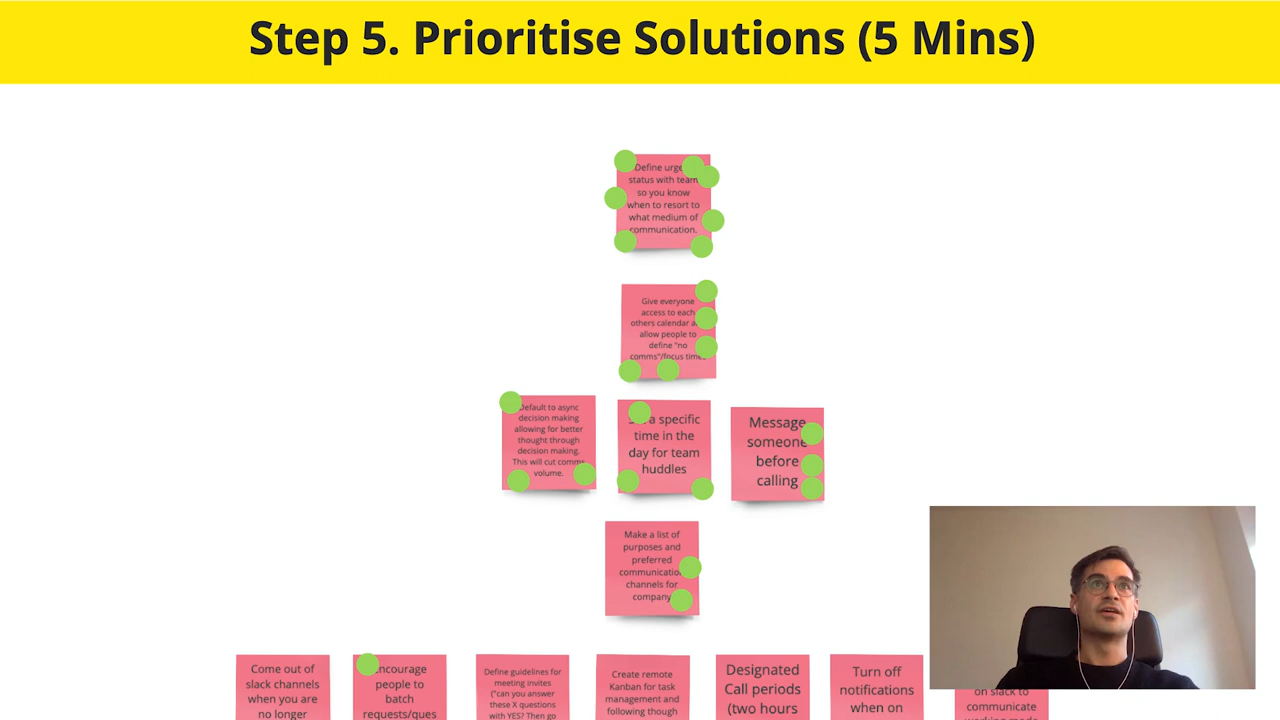 Step 5. Prioritise Solutions (5 Mins)
Define
status with team
so you know
when to resort to
what medium of
communication.
Give everyone
access to each
others calendar
allow people to
define "no
comms"/focus time
Default to async
decision making
allowing for better
thought through
decision making.
This will cut comms
volume.
a specific
time in the
day for team
huddles
Message
someone
before
calling
Make a list of
purposes and
preferred
communication
channels for
company
Come out of
slack channels
when you are
no longer
Encourage
people to
batch
requests/ques
Define guidelines for
meeting invites
("can you answer
these X questions
with YES? Then go
Create remote
Kanban for task
management and
following though
Designated
Call periods
(two hours
Turn off
notifications
when on
on slack to
communicate